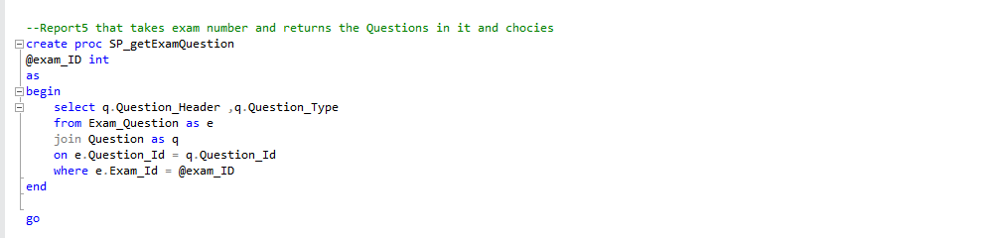 --Report5 that takes exam number and returns the Questions in it and chocies
create proc SP_getExamQuestion
@exam_ID int
as
begin
select q.Question_Header ,q.Question_Type
from Exam_Question as e
join Question as q
on e.Question_Id = q.Question_Id
where e.Exam_Id = @exam_ID
end
go